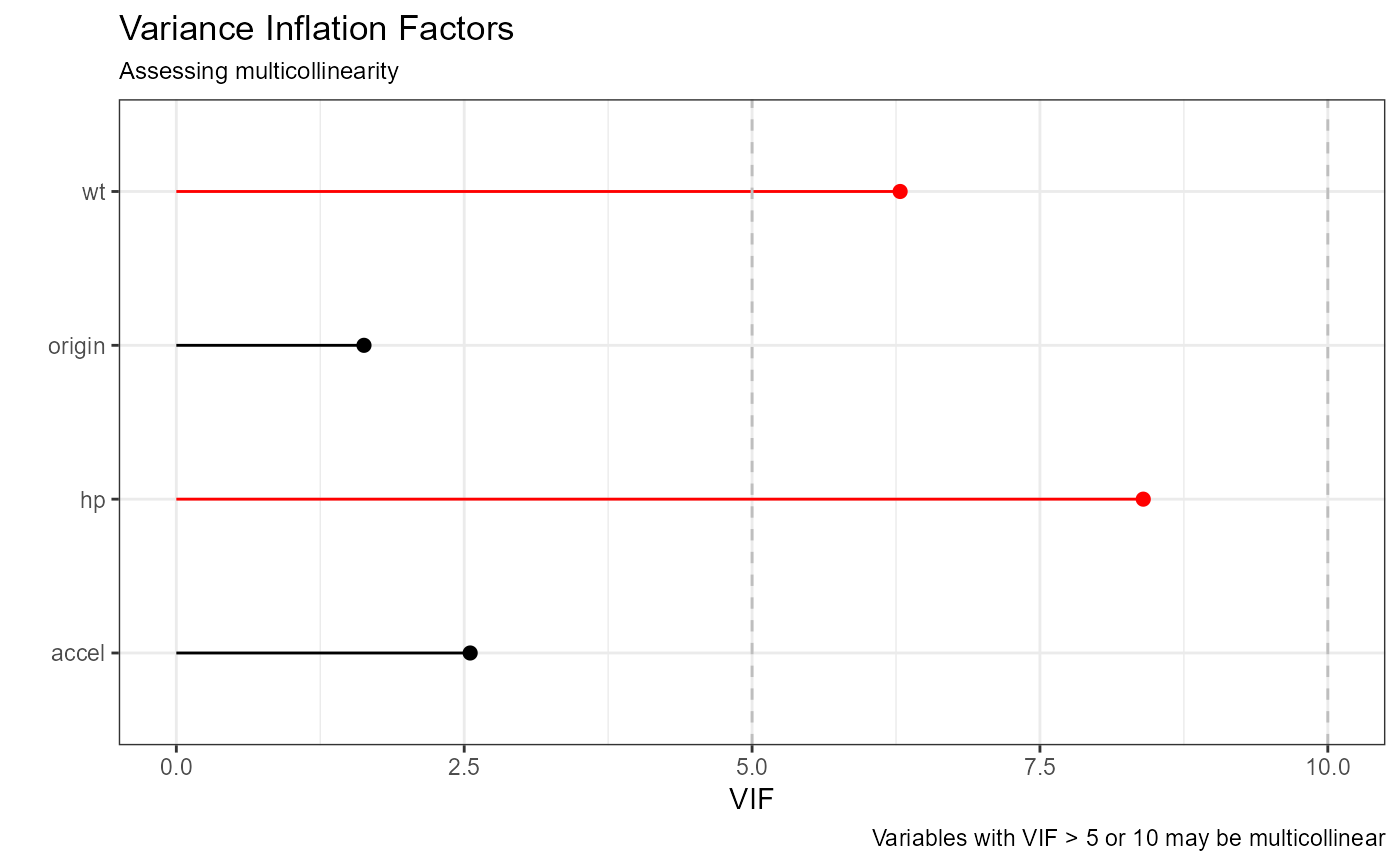 Variance Inflation Factors
Assessing multicollinearity
wt
origin
hp
accel
0.0 2.5 5.0 7.5 10.0
VIF
Variables with VIF > 5 or 10 may be multicollinear